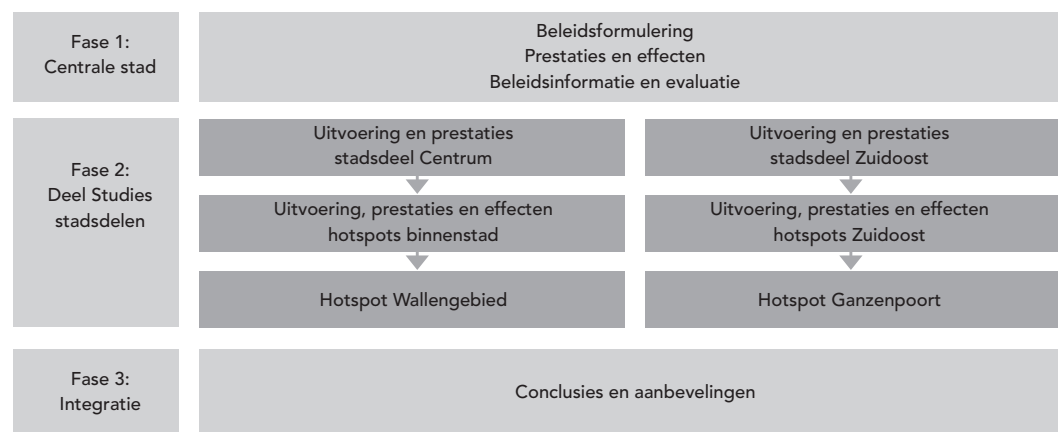 Fase 1:
Centrale stad
Beleidsformulering
Prestaties en effecten
Beleidsinformatie en evaluatie
Fase 2:
Deel Studies
stadsdelen
Uitvoering en prestaties
stadsdeel Centrum
Uitvoering en prestaties
stadsdeel Zuidoost
Uitvoering, prestaties en effecten
hotspots binnenstad
Uitvoering, prestaties en effecten
hotspots Zuidoost
Hotspot Wallengebied
Hotspot Ganzenpoort
Fase 3:
Integratie
Conclusies en aanbevelingen